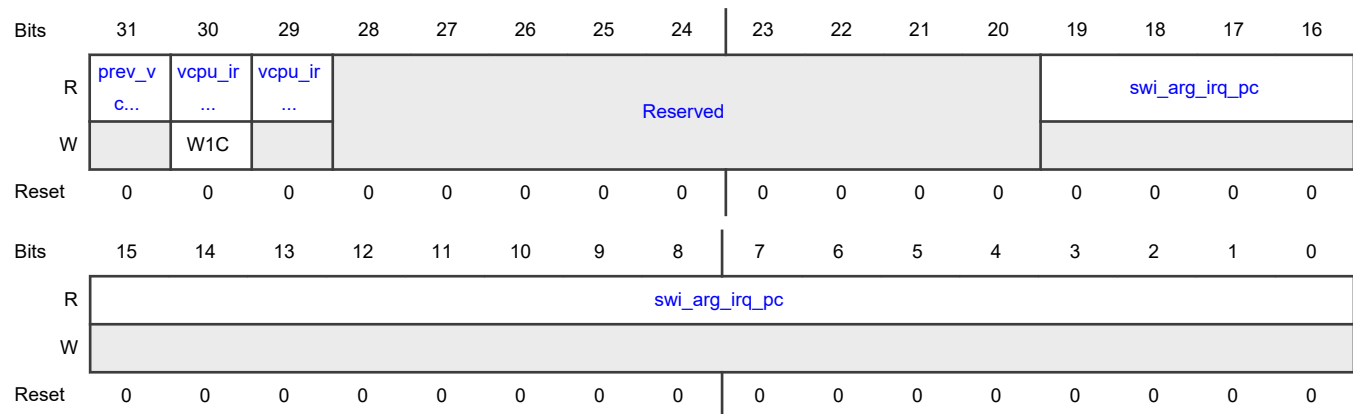 Bits 31 30 29 28 27 26 25 24 23 22 21 20 19 18 17 16
R prev_v c... vcpu_ir ... vcpu_ir ... Reserved swi_arg_irq_pc
W W1C
Reset 0 0 0 0 0 0 0 0 0 0 0 0 0 0 0 0
Bits 15 14 13 12 11 10 9 8 7 6 5 4 3 2 1 0
R swi_arg_irq_pc
W
Reset 0 0 0 0 0 0 0 0 0 0 0 0 0 0 0 0